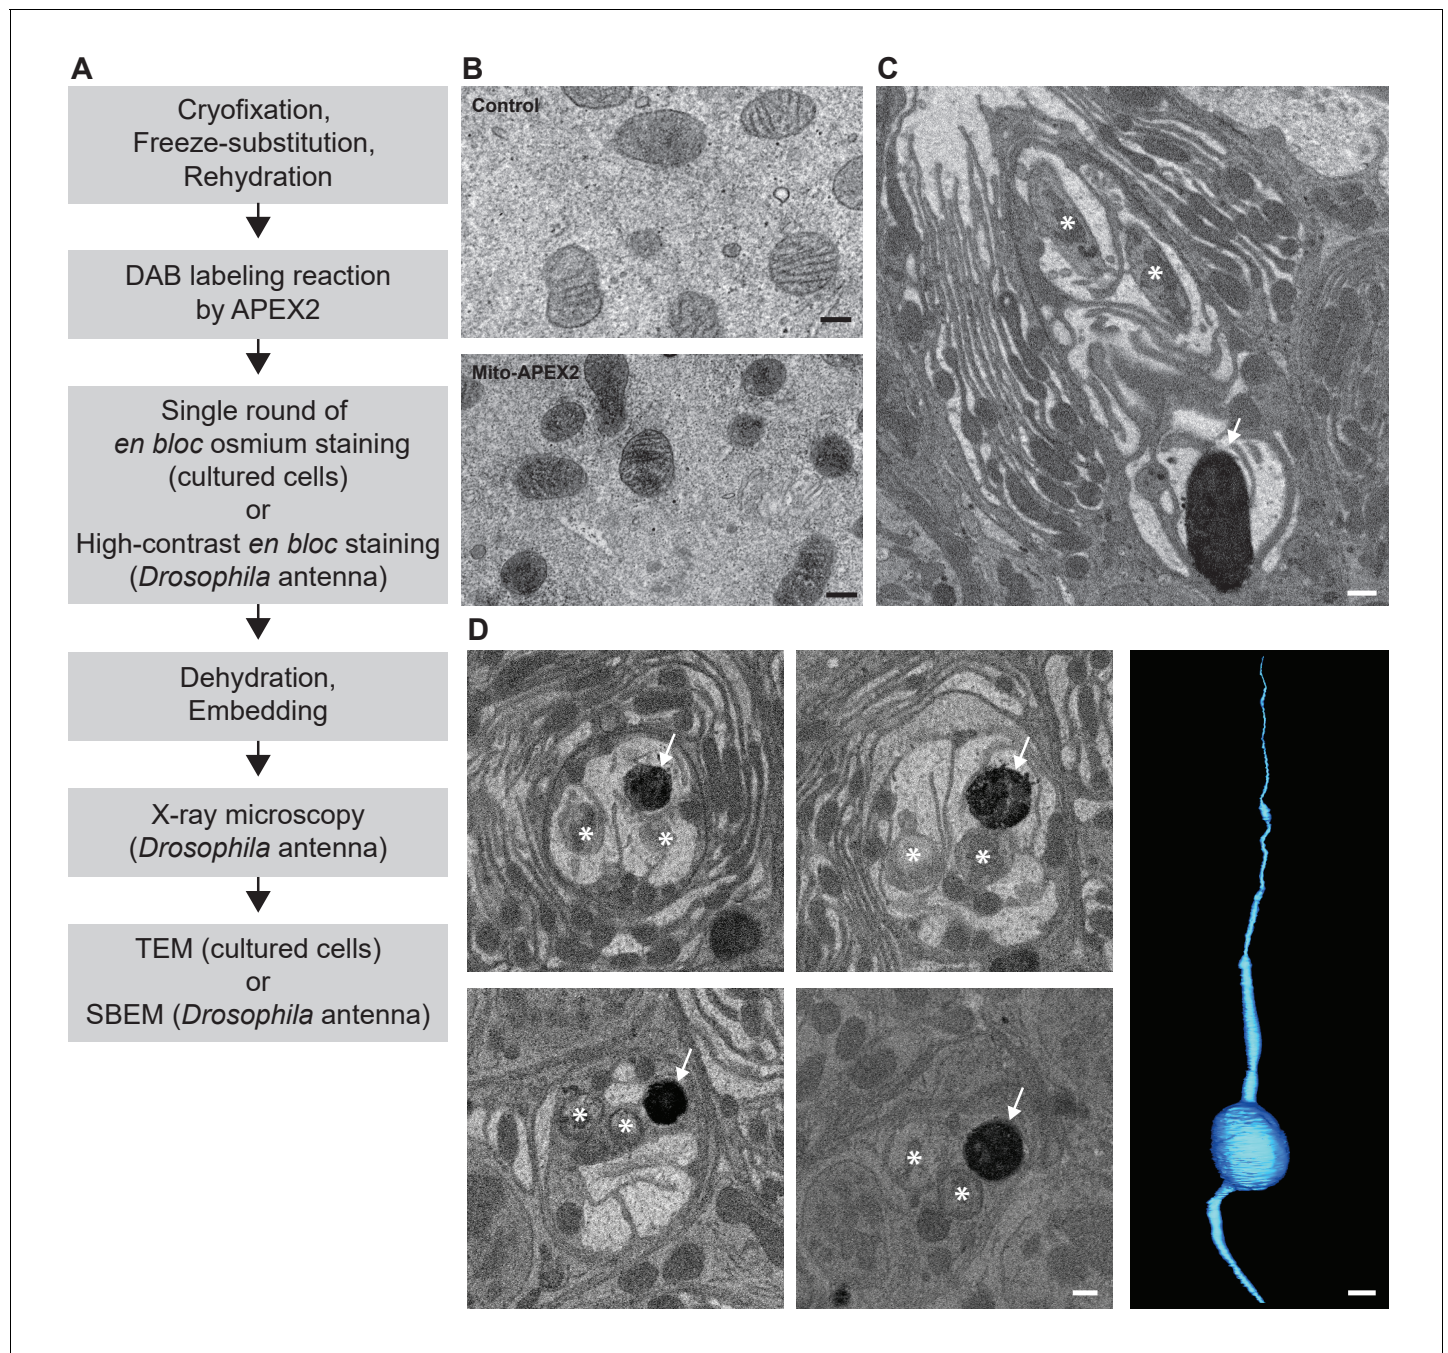 A
Cryofixation,
Freeze-substitution,
Rehydration
DAB labeling reaction
by APEX2
Single round of
en bloc osmium staining
(cultured cells)
or
High-contrast en bloc staining
(Drosophila antenna)
Dehydration,
Embedding
X-ray microscopy
(Drosophila antenna)
TEM (cultured cells)
or
SBEM (Drosophila antenna)
B
Control
Mito-APEX2
C
*
*
D
*
*
*
*
*
*
*
*